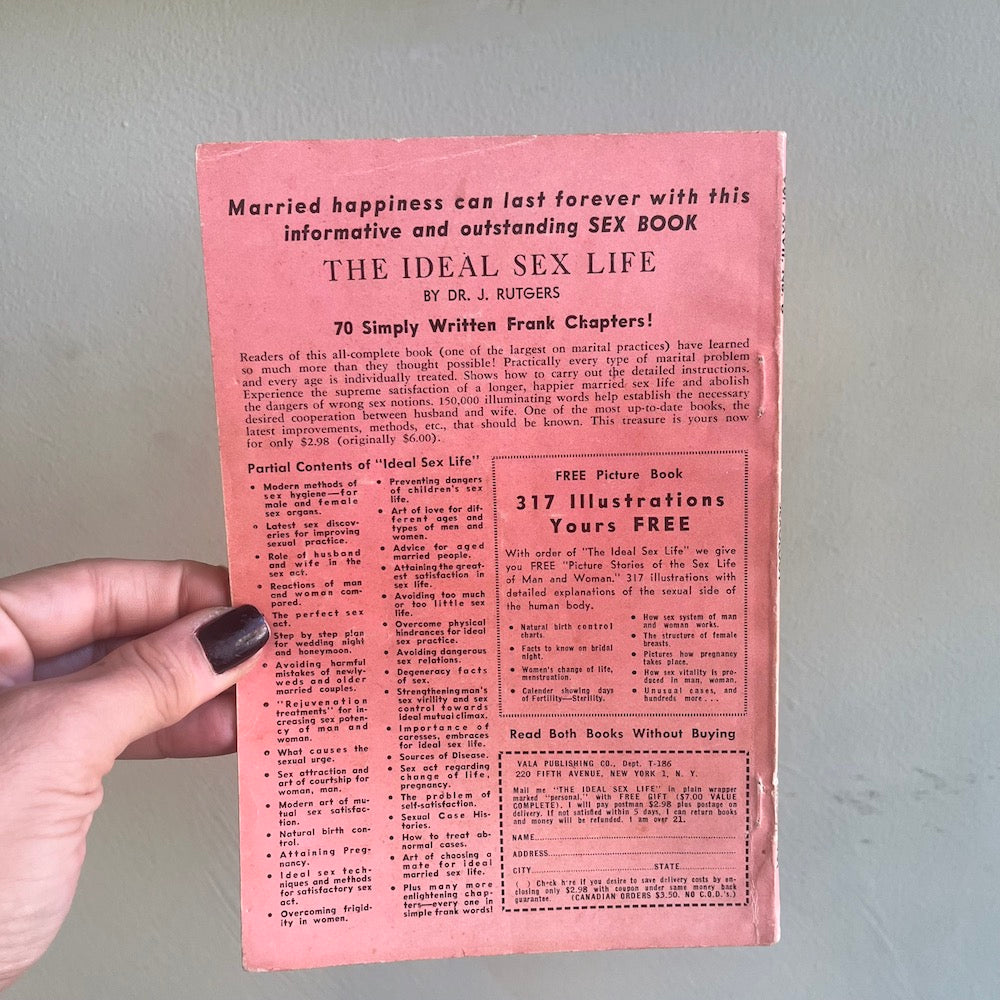 Married happiness can last forever with this
informative and outstanding SEX BOOK
THE IDEAL SEX LIFE
BY DR. J. RUTGERS
70 Simply Written Frank Chapters!
Readers of this all-complete book (one of the largest on marital practices) have learned
so much more than they thought possible! Practically every type of marital problem
and every age is individually treated. Shows how to carry out the detailed instructions.
Experience the supreme satisfaction of a longer, happier married sex life and abolish
the dangers of wrong sex notions. 150,000 illuminating words help establish the necessary
desired cooperation between husband and wife. One of the most up-to-date books, the
latest improvements, methods, etc., that should be known. This treasure is yours now
for only $2.98 (originally $6.00).
Partial Contents of "Ideal Sex Life"
• Modern methods of
sex hygiene—for
male and female
sex organs.
• Latest sex discov-
eries for improving
sexual practice.
• Role of husband
and wife in the
sex act.
• Reactions of man
and woman com-
pared.
The perfect sex
act.
Step by step plan
for wedding night
and honeymoon.
Avoiding harmful
mistakes of newly-
weds and older
married couples.
• "Rejuvenation
treatments" for in-
creasing sex poten-
cy of man and
woman.
• What causes the
sexual urge.
• Sex attraction and
art of courtship for
woman, man.
• Modern art of mu-
tual sex satisfac-
tion.
• Natural birth con-
trol.
• Attaining Preg-
nancy.
• Ideal sex tech-
niques and methods
for satisfactory sex
act.
• Overcoming frigid-
ity in women.
• Preventing dangers
of children's sex
life.
• Art of love for dif-
ferent ages and
types of men and
women.
• Advice for aged
married people.
• Attaining the great-
est satisfaction in
sex life.
• Avoiding too much
or too little sex
life.
• Overcome physical
hindrances for ideal
sex practice.
• Avoiding dangerous
sex relations.
• Degeneracy facts
of sex.
• Strengthening man's
sex virility and sex
control towards
ideal mutual climax.
• Importance of
caresses, embraces
for ideal sex life.
• Sources of Disease.
• Sex act regarding
change of life,
pregnancy.
• The problem of
self-satisfaction.
• Sexual Case His-
tories.
• How to treat ab-
normal cases.
• Art of choosing a
mate for ideal
married sex life.
• Plus many more
enlightening chap-
ters—every one in
simple frank words!
FREE Picture Book
317 Illustrations
Yours FREE
With order of "The Ideal Sex Life" we give
you FREE "Picture Stories of the Sex Life
of Man and Woman." 317 illustrations with
detailed explanations of the sexual side of
the human body.
• Natural birth control
charts.
• Facts to know on bridal
night.
• Women's change of life,
menstruation.
• Calender showing days
of Fertility—Sterility.
• How sex system of man
and woman works.
• The structure of female
breasts.
• Pictures how pregnancy
takes place.
• How sex vitality is pro-
duced in man, woman.
• Unusual cases, and
hundreds more . . .
Read Both Books Without Buying
VALA PUBLISHING CO., Dept. T-186
220 FIFTH AVENUE, NEW YORK 1, N. Y.
Mail me "THE IDEAL SEX LIFE" in plain wrapper
marked "personal," with FREE GIFT ($7.00 VALUE
COMPLETE). I will pay postman $2.98 plus postage on
delivery. If not satisfied within 5 days, I can return books
and money will be refunded. I am over 21.
NAME
ADDRESS
CITY STATE
( ) Check here if you desire to save delivery costs by en-
closing only $2.98 with coupon under same money back
guarantee. (CANADIAN ORDERS $3.50. NO C.O.D.'s.)